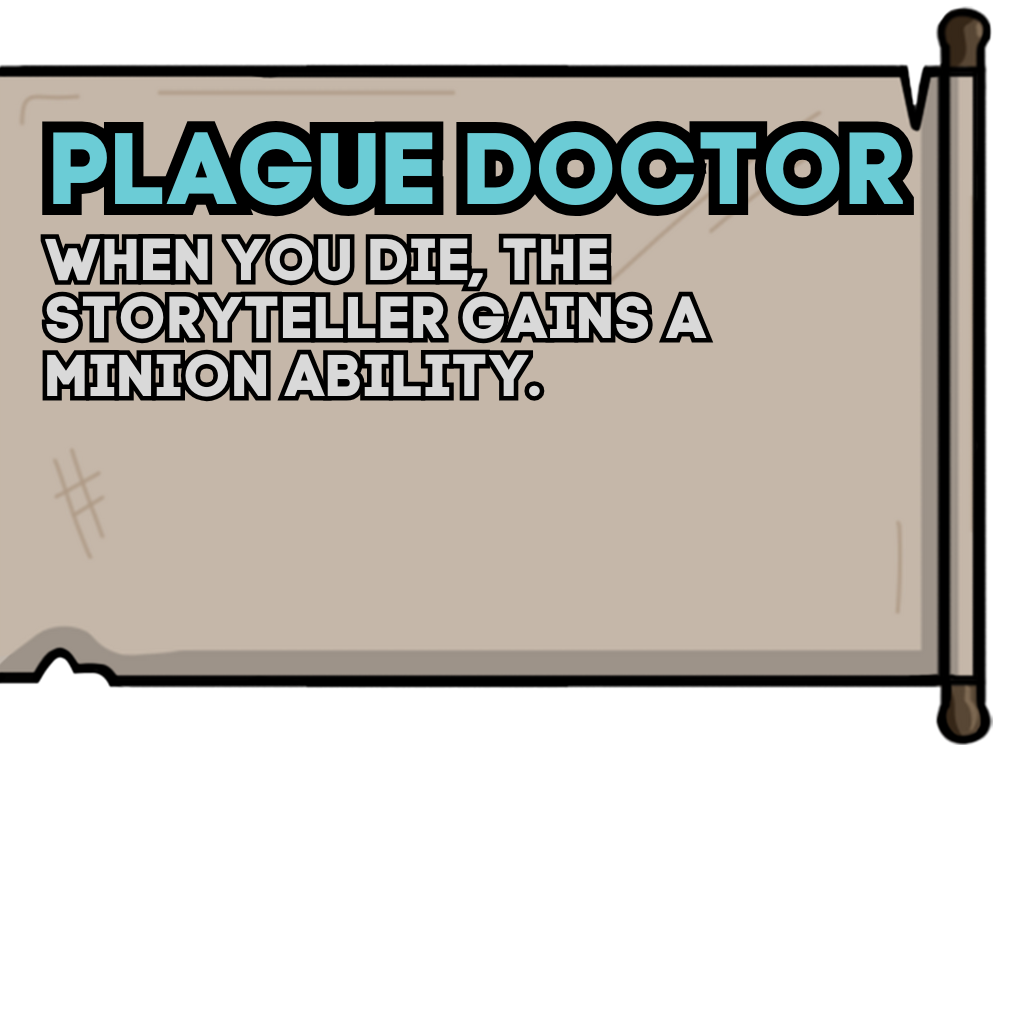 PLAGUE DOCTOR
WHEN YOU DIE, THE
STORYTELLER GAINS A
MINION ABILITY.